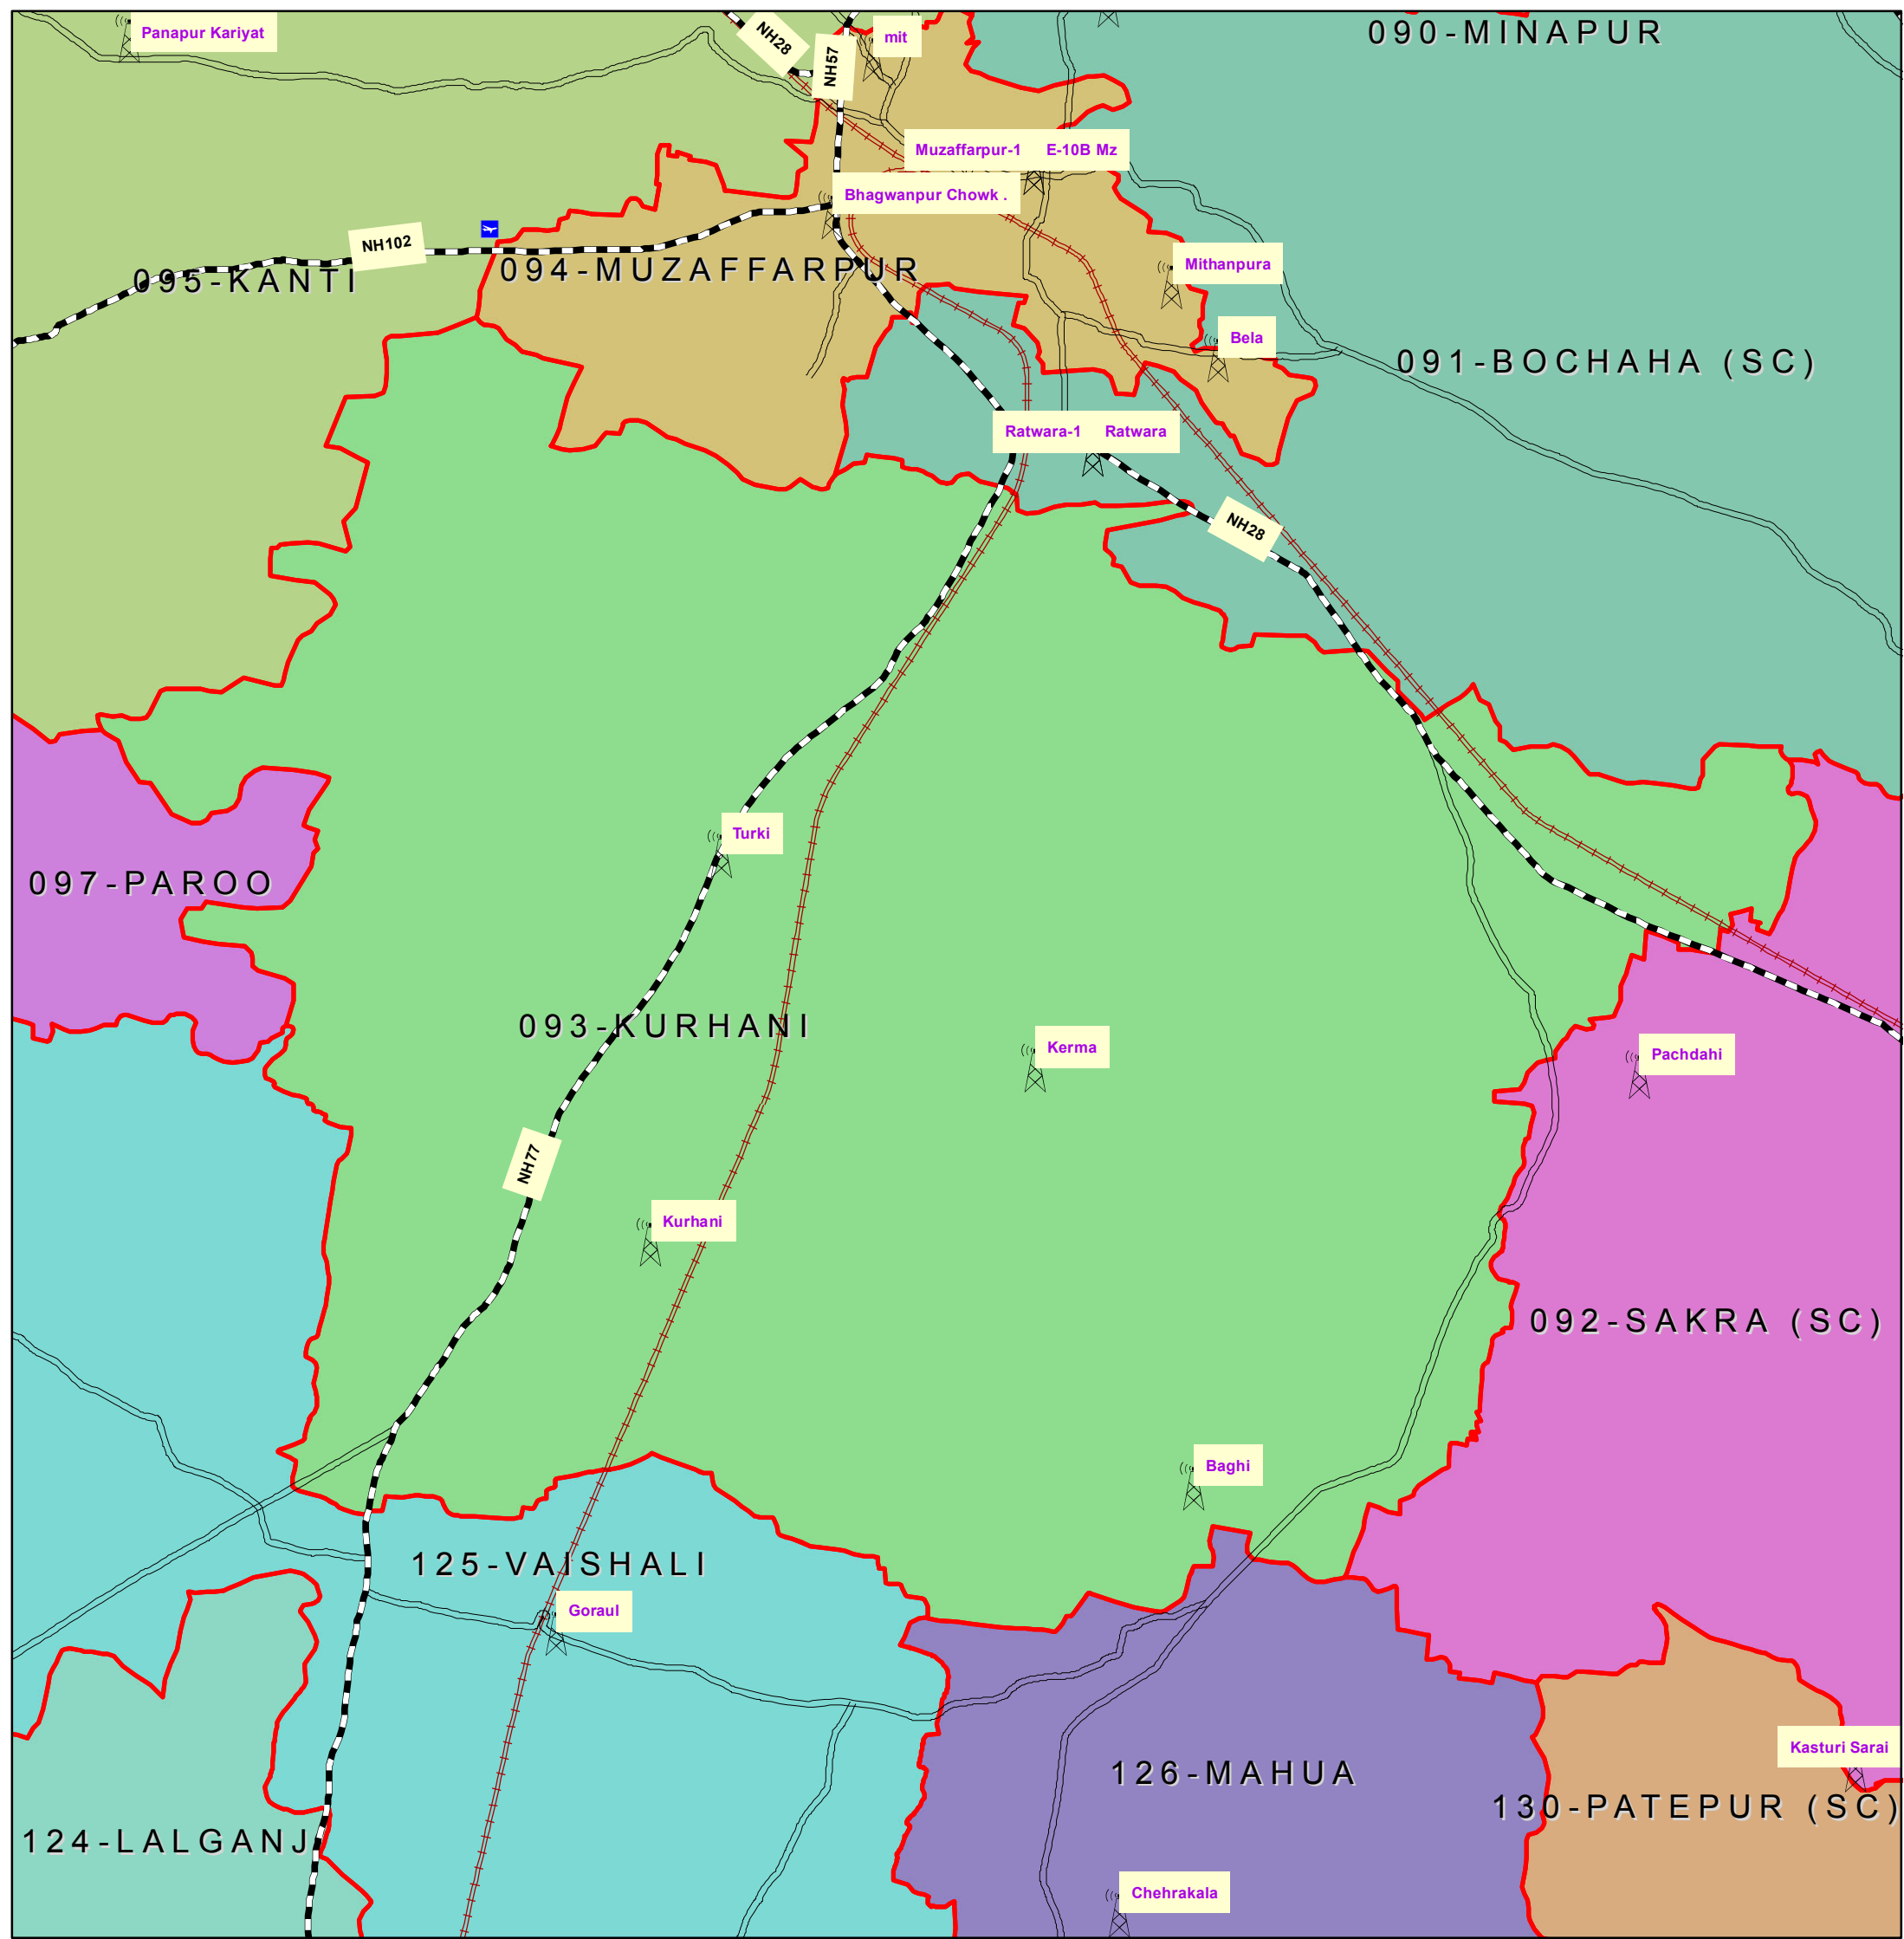 Panapur Kariyat
NH28
NH57
mit
090-MINAPUR
Muzaffarpur-1 E-10B Mz
Bhagwanpur Chowk .
NH102
095-KANTI
094-MUZAFFARPUR
Mithanpura
Bela
091-BOCHAHA (SC)
Ratwara-1 Ratwara
NH28
Turki
097-PAROO
093-KURHANI
Kerma
Pachdahi
NH77
Kurhani
092-SAKRA (SC)
Baghi
125-VAISHALI
Goraul
Kasturi Sarai
126-MAHUA
130-PATEPUR (SC)
124-LALGANJ
Chehrakala